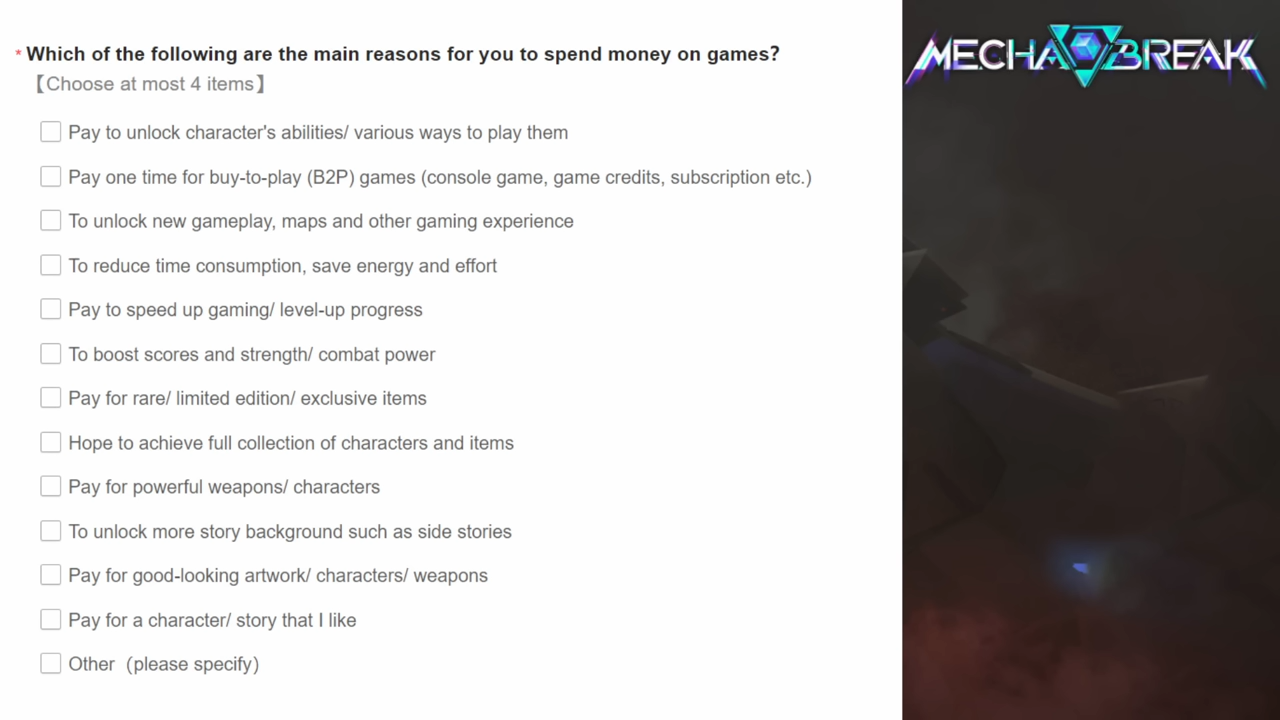 * Which of the following are the main reasons for you to spend money on games?
【Choose at most 4 items】
Pay to unlock character's abilities/ various ways to play them
Pay one time for buy-to-play (B2P) games (console game, game credits, subscription etc.)
To unlock new gameplay, maps and other gaming experience
To reduce time consumption, save energy and effort
Pay to speed up gaming/ level-up progress
To boost scores and strength/ combat power
Pay for rare/ limited edition/ exclusive items
Hope to achieve full collection of characters and items
Pay for powerful weapons/ characters
To unlock more story background such as side stories
Pay for good-looking artwork/ characters/ weapons
Pay for a character/ story that I like
Other（please specify)
MECHA BREAK